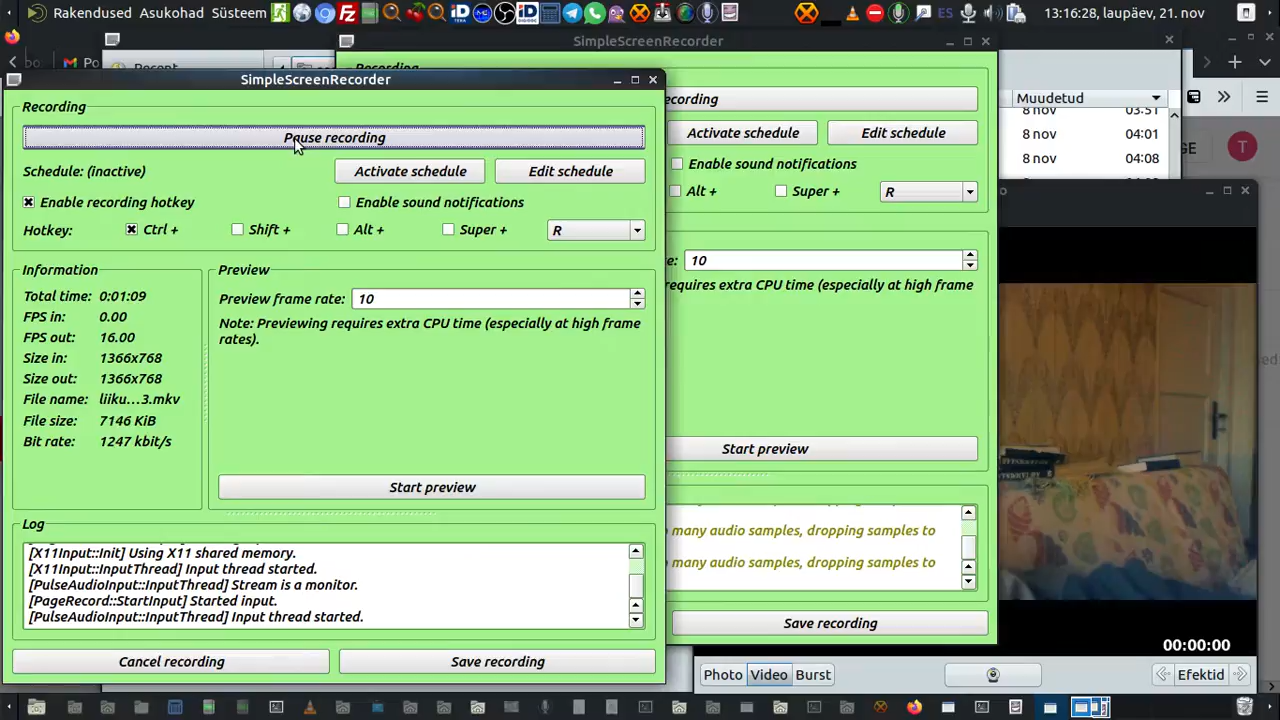 Rakendused Asukohad Süsteem
ES
13:16:28, laupäev, 21. nov
SimpleScreenRecorder
SimpleScreenRecorder
Recording
Pause recording
Schedule: (inactive)
Activate schedule
Edit schedule
Enable recording hotkey
Enable sound notifications
Hotkey:
Ctrl +
Shift +
Alt +
Super +
R
Information
Total time: 0:01:09
FPS in: 0.00
FPS out: 16.00
Size in: 1366x768
Size out: 1366x768
File name: liiku...3.mkv
File size: 7146 KiB
Bit rate: 1247 kbit/s
Preview
Preview frame rate: 10
Note: Previewing requires extra CPU time (especially at high frame
rates).
Start preview
Log
[X11Input::Init] Using X11 shared memory.
[X11Input::InputThread] Input thread started.
[PulseAudioInput::InputThread] Stream is a monitor.
[PageRecord::StartInput] Started input.
[PulseAudioInput::InputThread] Input thread started.
Cancel recording
Save recording
Activate schedule
Edit schedule
Enable sound notifications
Alt +
Super +
R
10
requires extra CPU time (especially at high frame
Start preview
many audio samples, dropping samples to
many audio samples, dropping samples to
Save recording
Muudetud
03:51
8 nov 04:01
8 nov 04:08
T
00:00:00
Photo
Video
Burst
Efektid